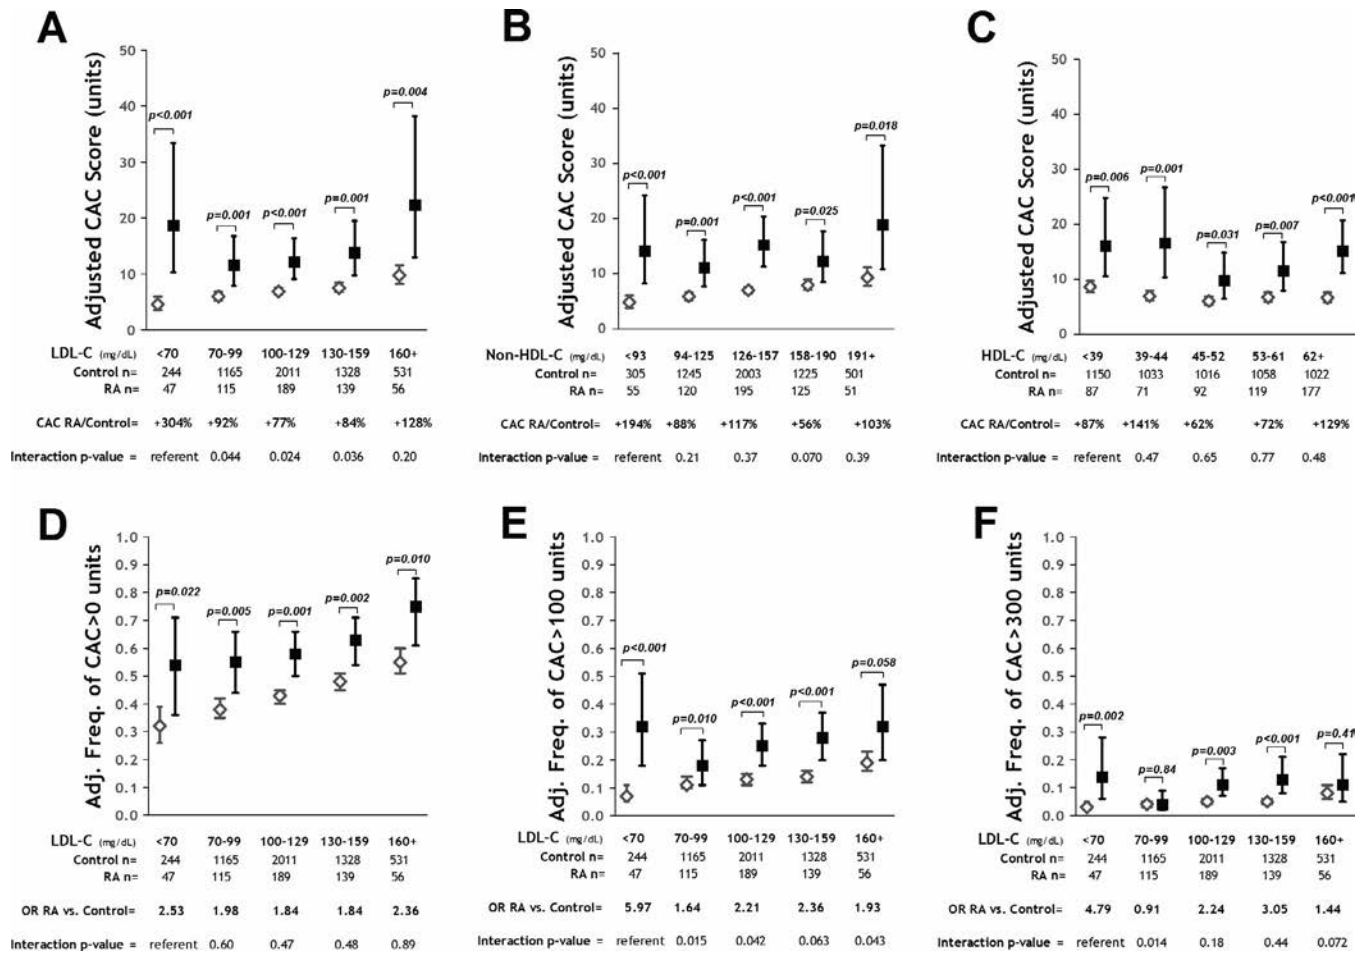 A
Adjusted CAC Score (units)
50
40
30
20
10
0
p<0.001
p=0.001
p<0.001
p=0.001
p=0.004
LDL-C (mg/dL) <70 70-99 100-129 130-159 160+
Control n= 244 1165 2011 1328 531
RA n= 47 115 189 139 56
CAC RA/Control= +304% +92% +77% +84% +128%
Interaction p-value = referent 0.044 0.024 0.036 0.20
B
Adjusted CAC Score (units)
50
40
30
20
10
0
p<0.001
p=0.001
p<0.001
p=0.025
p=0.018
Non-HDL-C (mg/dL) <93 94-125 126-157 158-190 191+
Control n= 305 1245 2003 1225 501
RA n= 55 120 195 125 51
CAC RA/Control= +194% +88% +117% +56% +103%
Interaction p-value = referent 0.21 0.37 0.070 0.39
C
Adjusted CAC Score (units)
50
40
30
20
10
0
p=0.006
p=0.001
p=0.031
p=0.007
p<0.001
HDL-C (mg/dL) <39 39-44 45-52 53-61 62+
Control n= 1150 1033 1016 1058 1022
RA n= 87 71 92 119 177
CAC RA/Control= +87% +141% +62% +72% +129%
Interaction p-value = referent 0.47 0.65 0.77 0.48
D
Adj. Freq. of CAC>0 units
1.0
0.9
0.8
0.7
0.6
0.5
0.4
0.3
0.2
0.1
0.0
p=0.022
p=0.005
p=0.001
p=0.002
p=0.010
LDL-C (mg/dL) <70 70-99 100-129 130-159 160+
Control n= 244 1165 2011 1328 531
RA n= 47 115 189 139 56
OR RA vs. Control= 2.53 1.98 1.84 1.84 2.36
Interaction p-value= referent 0.60 0.47 0.48 0.89
E
Adj. Freq. of CAC>100 units
1.0
0.9
0.8
0.7
0.6
0.5
0.4
0.3
0.2
0.1
0.0
p<0.001
p=0.010
p<0.001
p<0.001
p=0.058
LDL-C (mg/dL) <70 70-99 100-129 130-159 160+
Control n= 244 1165 2011 1328 531
RA n= 47 115 189 139 56
OR RA vs. Control= 5.97 1.64 2.21 2.36 1.93
Interaction p-value= referent 0.015 0.042 0.063 0.043
F
Adj. Freq. of CAC>300 units
1.0
0.9
0.8
0.7
0.6
0.5
0.4
0.3
0.2
0.1
0.0
p=0.002
p=0.84
p=0.003
p<0.001
p=0.41
LDL-C (mg/dL) <70 70-99 100-129 130-159 160+
Control n= 244 1165 2011 1328 531
RA n= 47 115 189 139 56
OR RA vs. Control= 4.79 0.91 2.24 3.05 1.44
Interaction p-value= referent 0.014 0.18 0.44 0.072